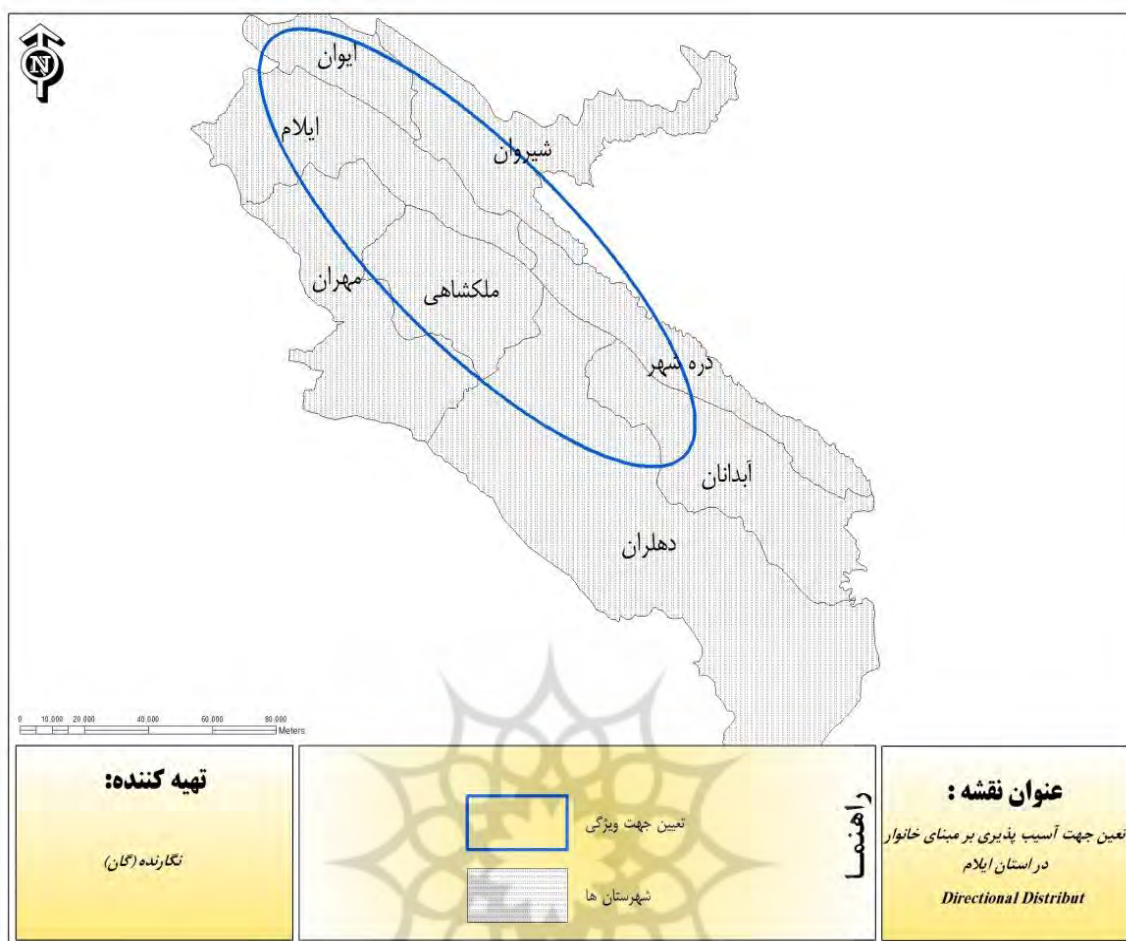 N
ایوان
ایلام
شیروان
مهران
ملکشاهی
دره شهر
آبدانان
دهلران
0 10.000 20.000 40.000 60.000 80.000
Meters
عنوان نقشه :
تعین جهت آسیب پذیری بر مبنای خانوار
در استان ایلام
Directional Distribut
راهنمــا
تعیین جهت ویژگی
شهرستان ها
تهیه کننده:
نگارنده (گان)